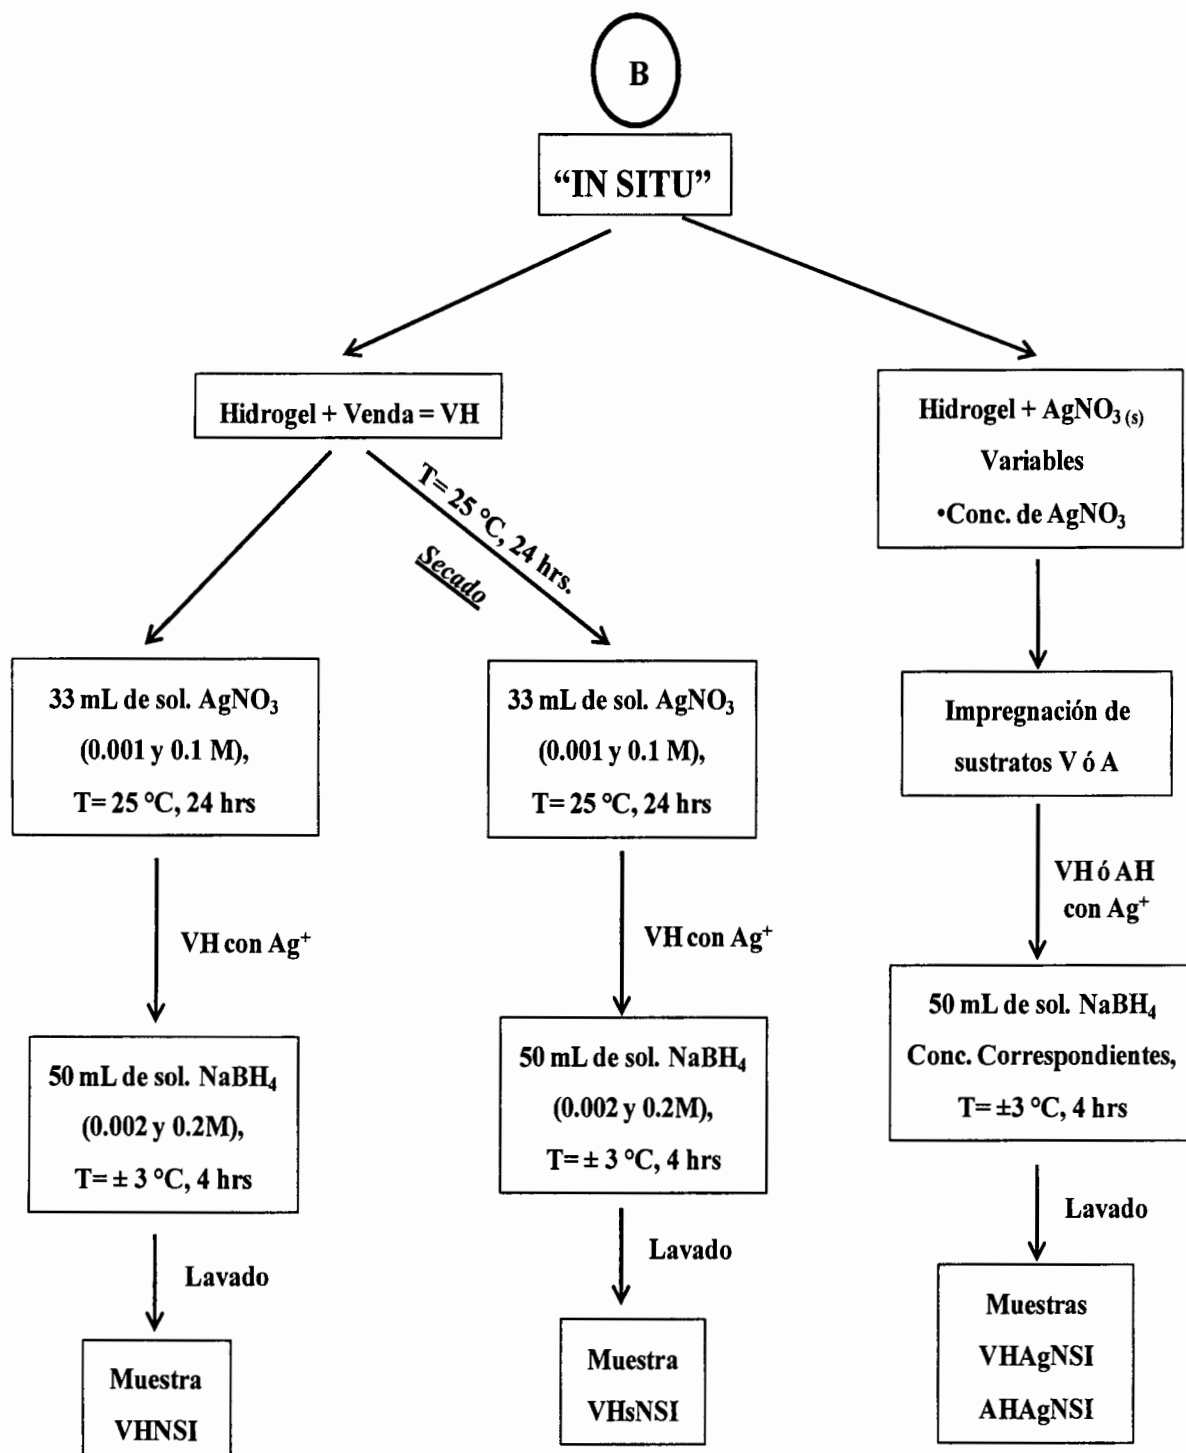 B
“IN SITU”
Hidrogel + Venda = VH
T= 25 °C, 24 hrs.
Secado
33 mL de sol. AgNO₃
(0.001 y 0.1 M),
T= 25 °C, 24 hrs
VH con Ag⁺
50 mL de sol. NaBH₄
(0.002 y 0.2M),
T= ± 3 °C, 4 hrs
Lavado
Muestra
VHNSI
33 mL de sol. AgNO₃
(0.001 y 0.1 M),
T= 25 °C, 24 hrs
VH con Ag⁺
50 mL de sol. NaBH₄
(0.002 y 0.2M),
T= ± 3 °C, 4 hrs
Lavado
Muestra
VHsNSI
Hidrogel + AgNO₃ (s)
Variables
•Conc. de AgNO₃
Impregnación de
sustratos V ó A
VH ó AH
con Ag⁺
50 mL de sol. NaBH₄
Conc. Correspondientes,
T= ±3 °C, 4 hrs
Lavado
Muestras
VHAgNSI
AHAgNSI